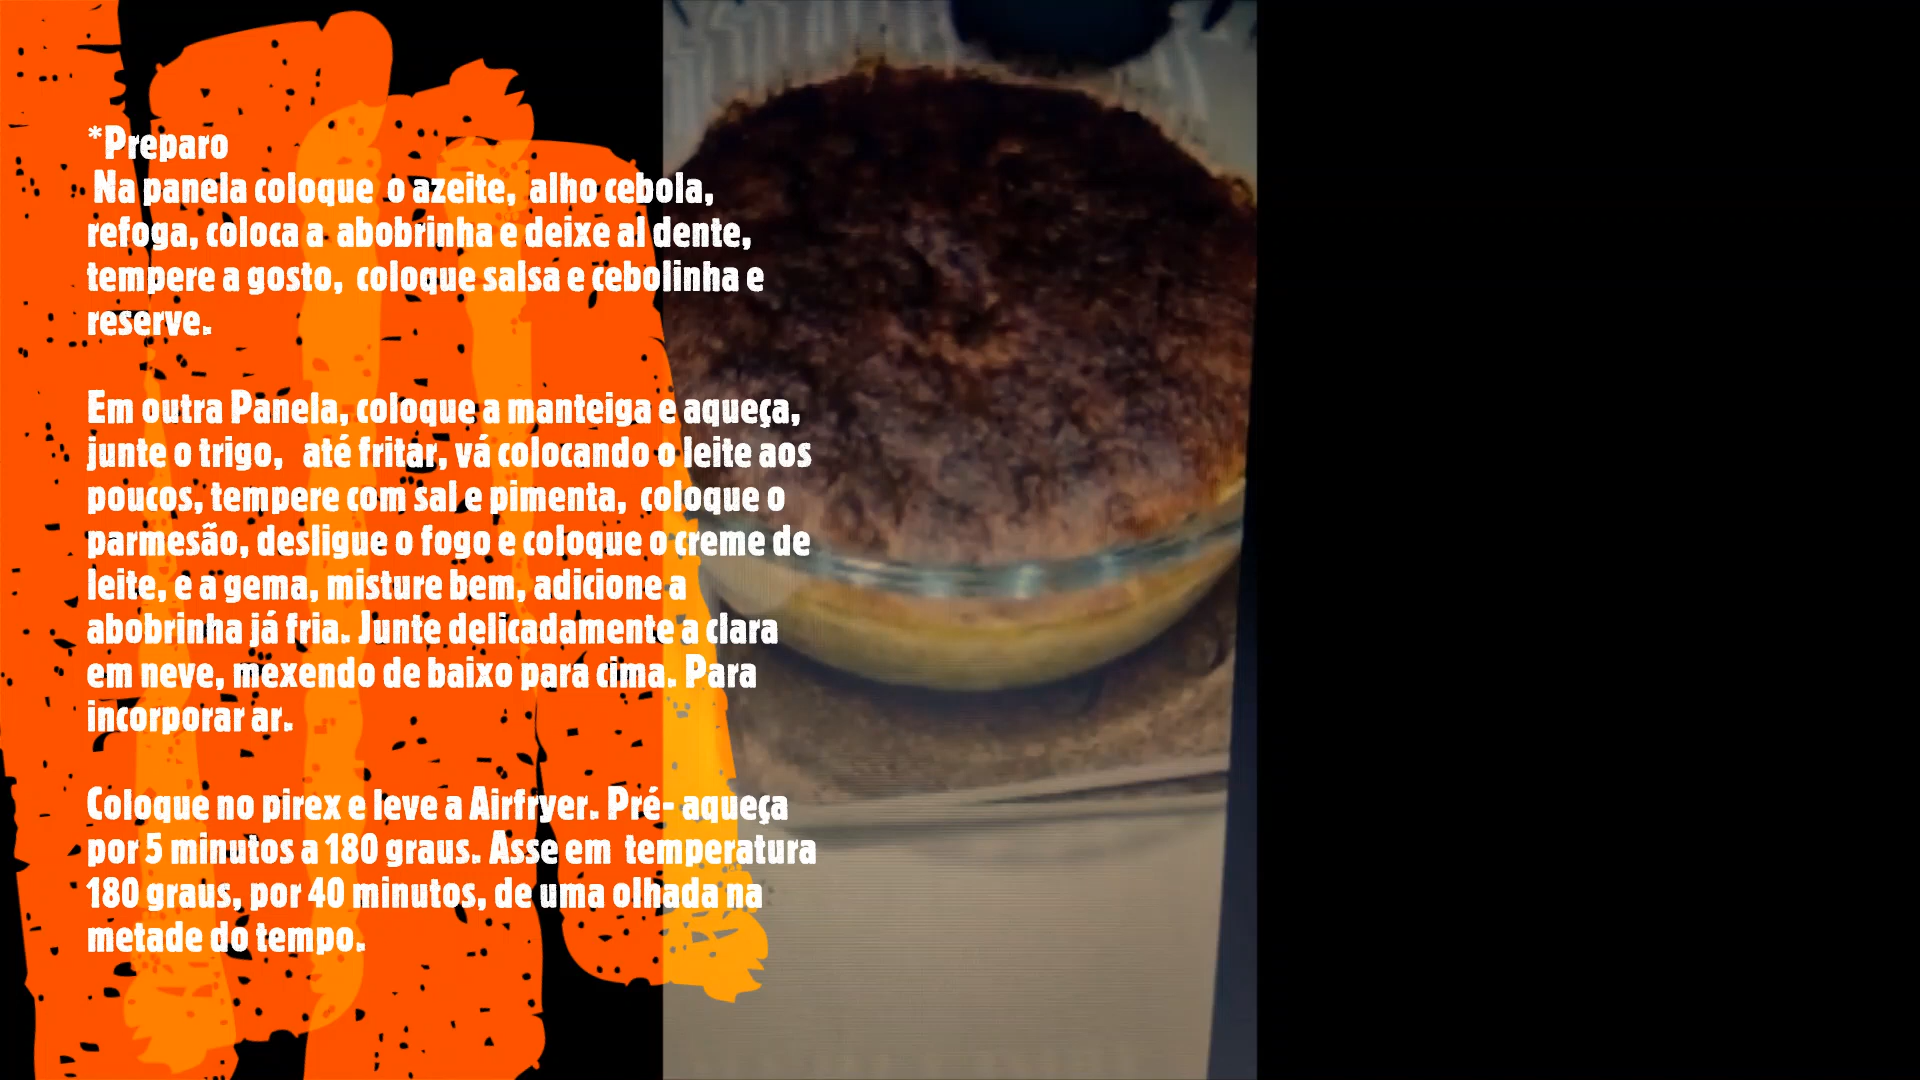 *Preparo
Na panela coloque o azeite, alho cebola,
refoga, coloca a abobrinha e deixe al dente,
tempere a gosto, coloque salsa e cebolinha e
reserve.
Em outra Panela, coloque a manteiga e aqueça,
junte o trigo, até fritar, vá colocando o leite aos
poucos, tempere com sal e pimenta, coloque o
parmesão, desligue o fogo e coloque o creme de
leite, e a gema, misture bem, adicione a
abobrinha já fria. Junte delicadamente a clara
em neve, mexendo de baixo para cima. Para
incorporar ar.
Coloque no pirex e leve a Airfryer. Pré- aqueça
por 5 minutos a 180 graus. Asse em temperatura
180 graus, por 40 minutos, de uma olhada na
metade do tempo.